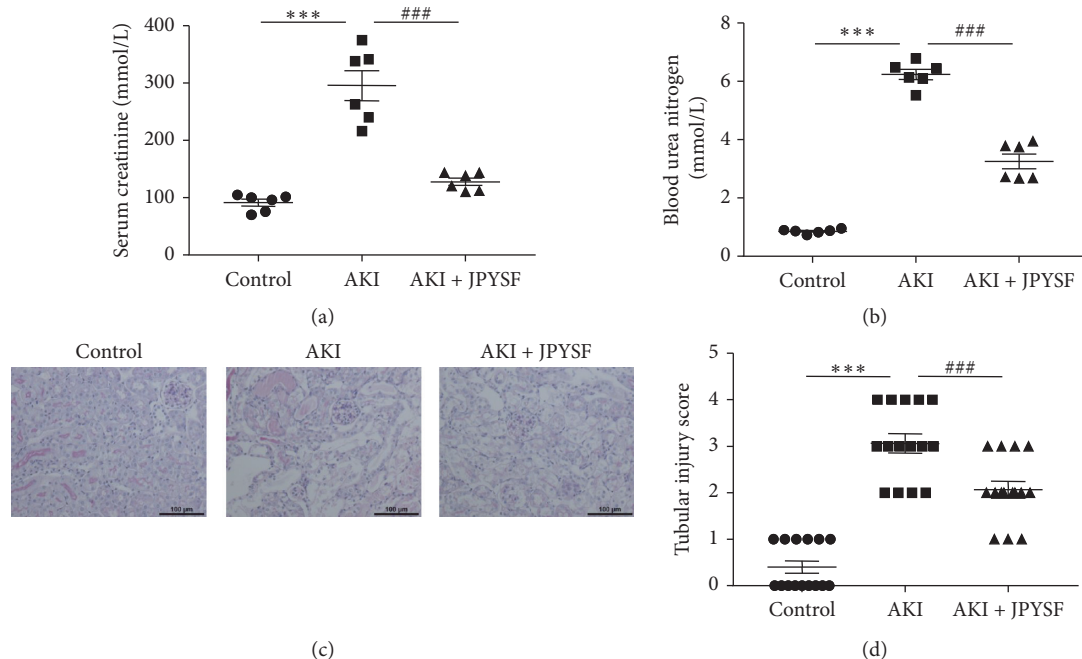 Serum creatinine (mmol/L)
400
300
200
100
0
***
###
Control
AKI
AKI + JPYSF
(a)
Blood urea nitrogen
(mmol/L)
8
6
4
2
0
***
###
Control
AKI
AKI + JPYSF
(b)
Control
AKI
AKI + JPYSF
100 μm
100 μm
100 μm
(c)
Tubular injury score
5
4
3
2
1
0
***
###
Control
AKI
AKI + JPYSF
(d)